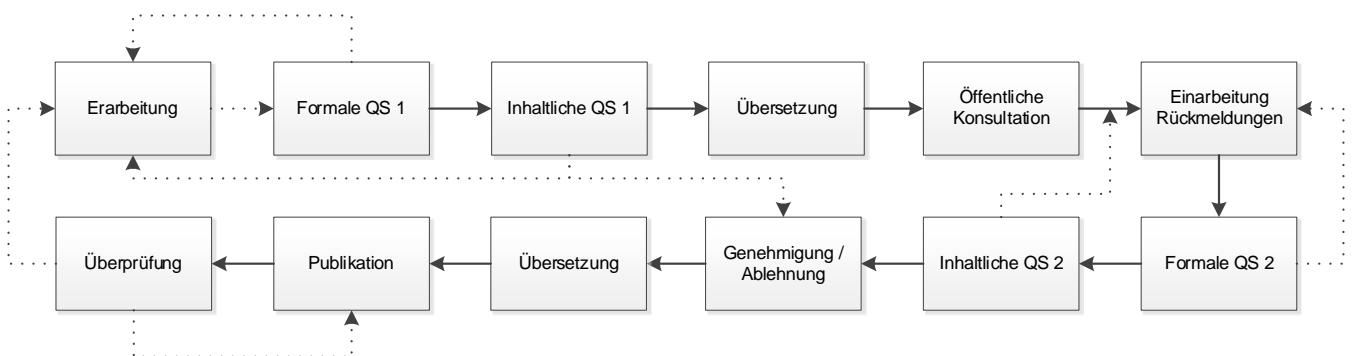 Erarbeitung
Formale QS 1
Inhaltliche QS 1
Übersetzung
Öffentliche
Konsultation
Einarbeitung
Rückmeldungen
Überprüfung
Publikation
Übersetzung
Genehmigung /
Ablehnung
Inhaltliche QS 2
Formale QS 2